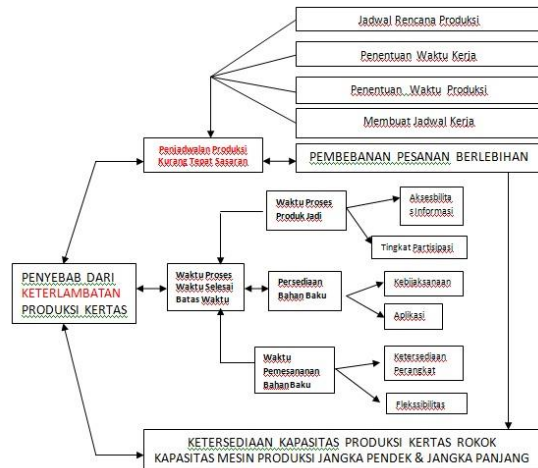 Jadwal Rencana Produksi
Penentuan Waktu Kerja
Penentuan Waktu Produksi
Membuat Jadwal Kerja
Penjadwalan Produksi
Kurang Tepat Sasaran
PEMBEBANAN PESANAN BERLEBIHAN
Waktu Proses
Produk Jadi
Aksesbilita
s Informasi
Tingkat Partisipasi
PENYEBAB DARI
KETERLAMBATAN
PRODUKSI KERTAS
Waktu Proses
Waktu Selesai
Batas Waktu
Persediaan
Bahan Baku
Kebijaksanaan
Aplikasi
Waktu
Pemesananan
Bahan Baku
Ketersediaan
Perangkat
Flekssibilitas
KETERSEDIAAN KAPASITAS PRODUKSI KERTAS ROKOK
KAPASITAS MESIN PRODUKSI JANGKA PENDEK & JANGKA PANJANG